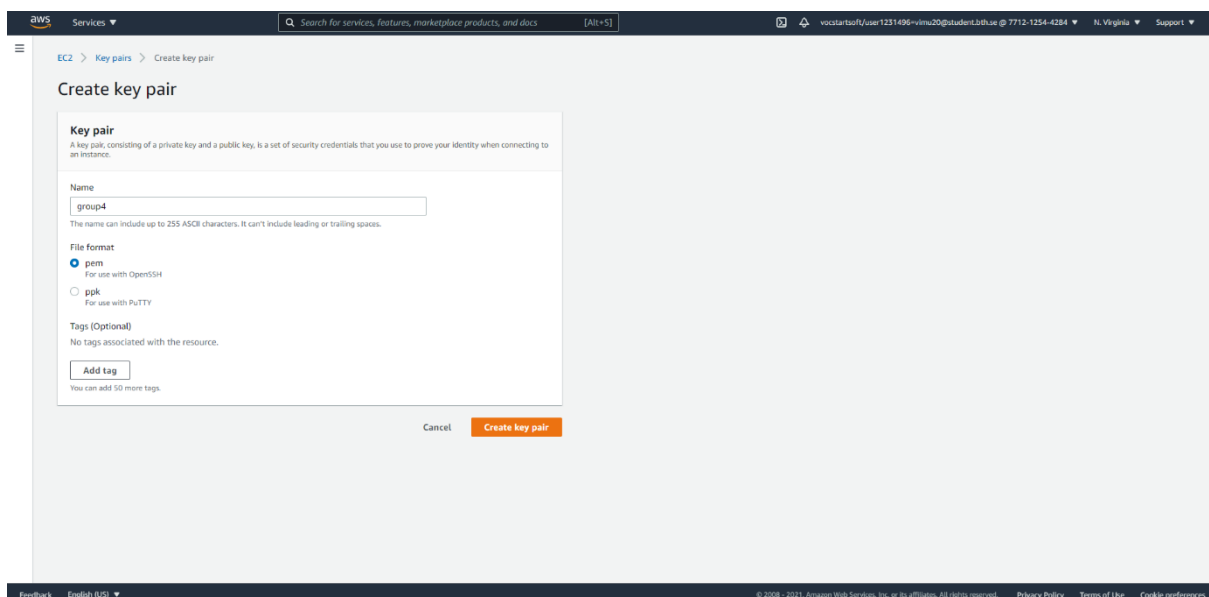 aws
Services ▼
Search for services, features, marketplace products, and docs [Alt+S]
vocstartsoft/user1231496=vimu20@student.bth.se @ 7712-1254-4284 ▼
N. Virginia ▼
Support ▼
EC2 > Key pairs > Create key pair
Create key pair
Key pair
A key pair, consisting of a private key and a public key, is a set of security credentials that you use to prove your identity when connecting to
an instance.
Name
group4
The name can include up to 255 ASCII characters. It can't include leading or trailing spaces.
File format
pem
For use with OpenSSH
ppk
For use with PuTTY
Tags (Optional)
No tags associated with the resource.
Add tag
You can add 50 more tags.
Cancel
Create key pair
Feedback English (US) ▼
© 2008 - 2021, Amazon Web Services, Inc. or its affiliates. All rights reserved. Privacy Policy Terms of Use Cookie preferences